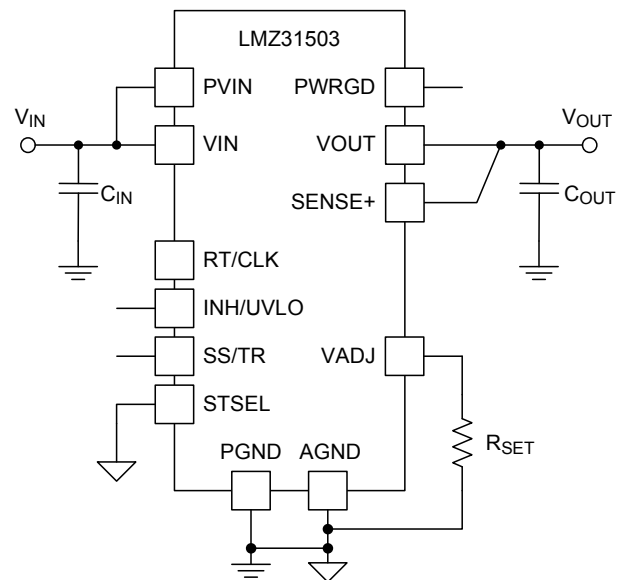 LMZ31503
PVIN
PWRGD
VIN
VIN
VOUT
VOUT
CIN
SENSE+
COUT
RT/CLK
INH/UVLO
SS/TR
VADJ
STSEL
RSET
PGND
AGND